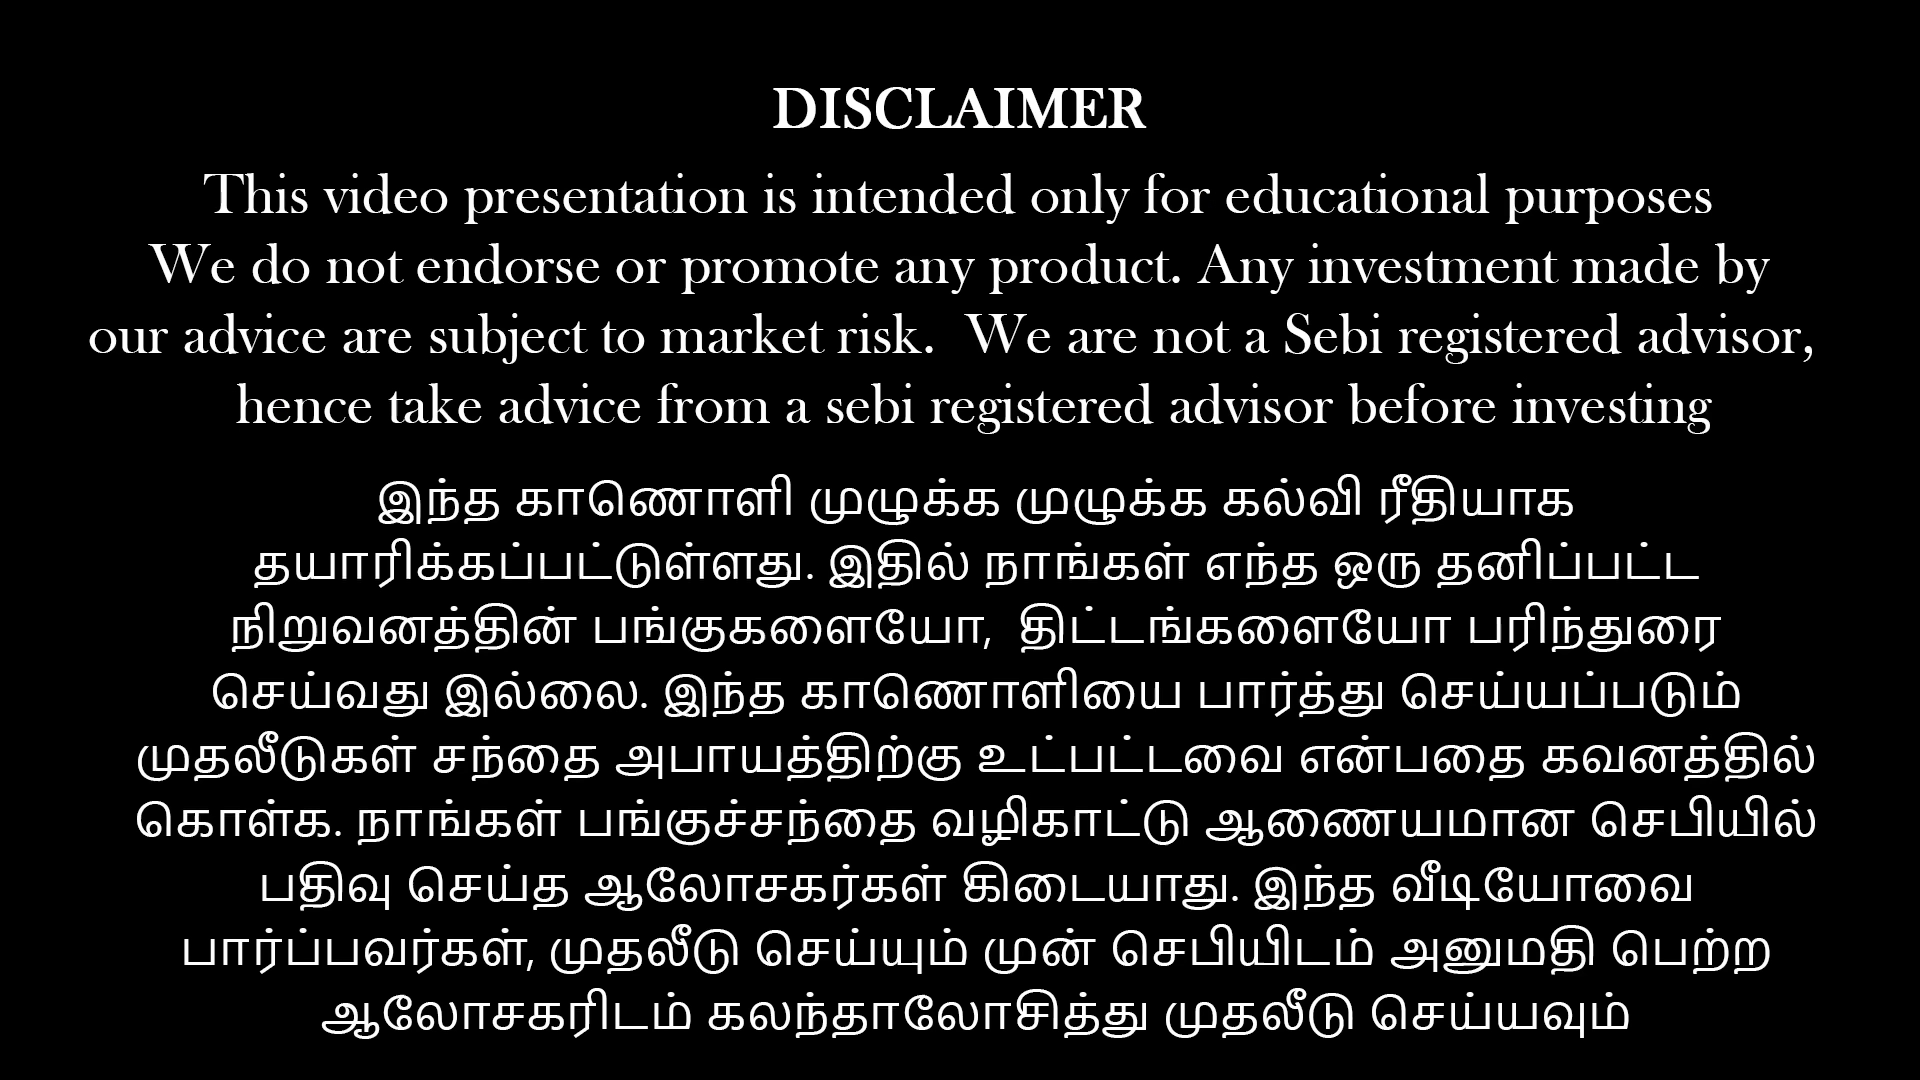 DISCLAIMER
This video presentation is intended only for educational purposes
We do not endorse or promote any product. Any investment made by
our advice are subject to market risk.  We are not a Sebi registered advisor,
hence take advice from a sebi registered advisor before investing
இந்த காணொளி முழுக்க முழுக்க கல்வி ரீதியாக
தயாரிக்கப்பட்டுள்ளது. இதில் நாங்கள் எந்த ஒரு தனிப்பட்ட
நிறுவனத்தின் பங்குகளையோ,  திட்டங்களையோ பரிந்துரை
செய்வது இல்லை. இந்த காணொளியை பார்த்து செய்யப்படும்
முதலீடுகள் சந்தை அபாயத்திற்கு உட்பட்டவை என்பதை கவனத்தில்
கொள்க. நாங்கள் பங்குச்சந்தை வழிகாட்டு ஆணையமான செபியில்
பதிவு செய்த ஆலோசகர்கள் கிடையாது. இந்த வீடியோவை
பார்ப்பவர்கள், முதலீடு செய்யும் முன் செபியிடம் அனுமதி பெற்ற
ஆலோசகரிடம் கலந்தாலோசித்து முதலீடு செய்யவும்